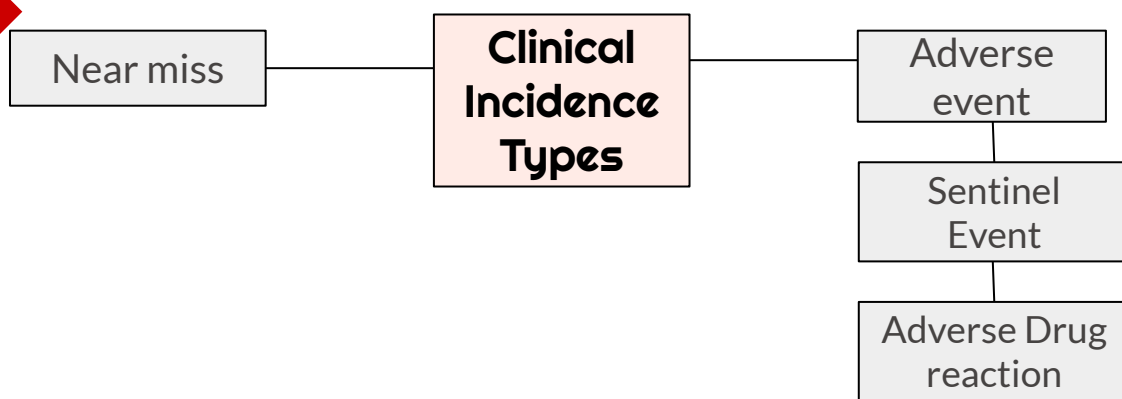 Near miss
Clinical
Incidence
Types
Adverse
event
Sentinel
Event
Adverse Drug
reaction